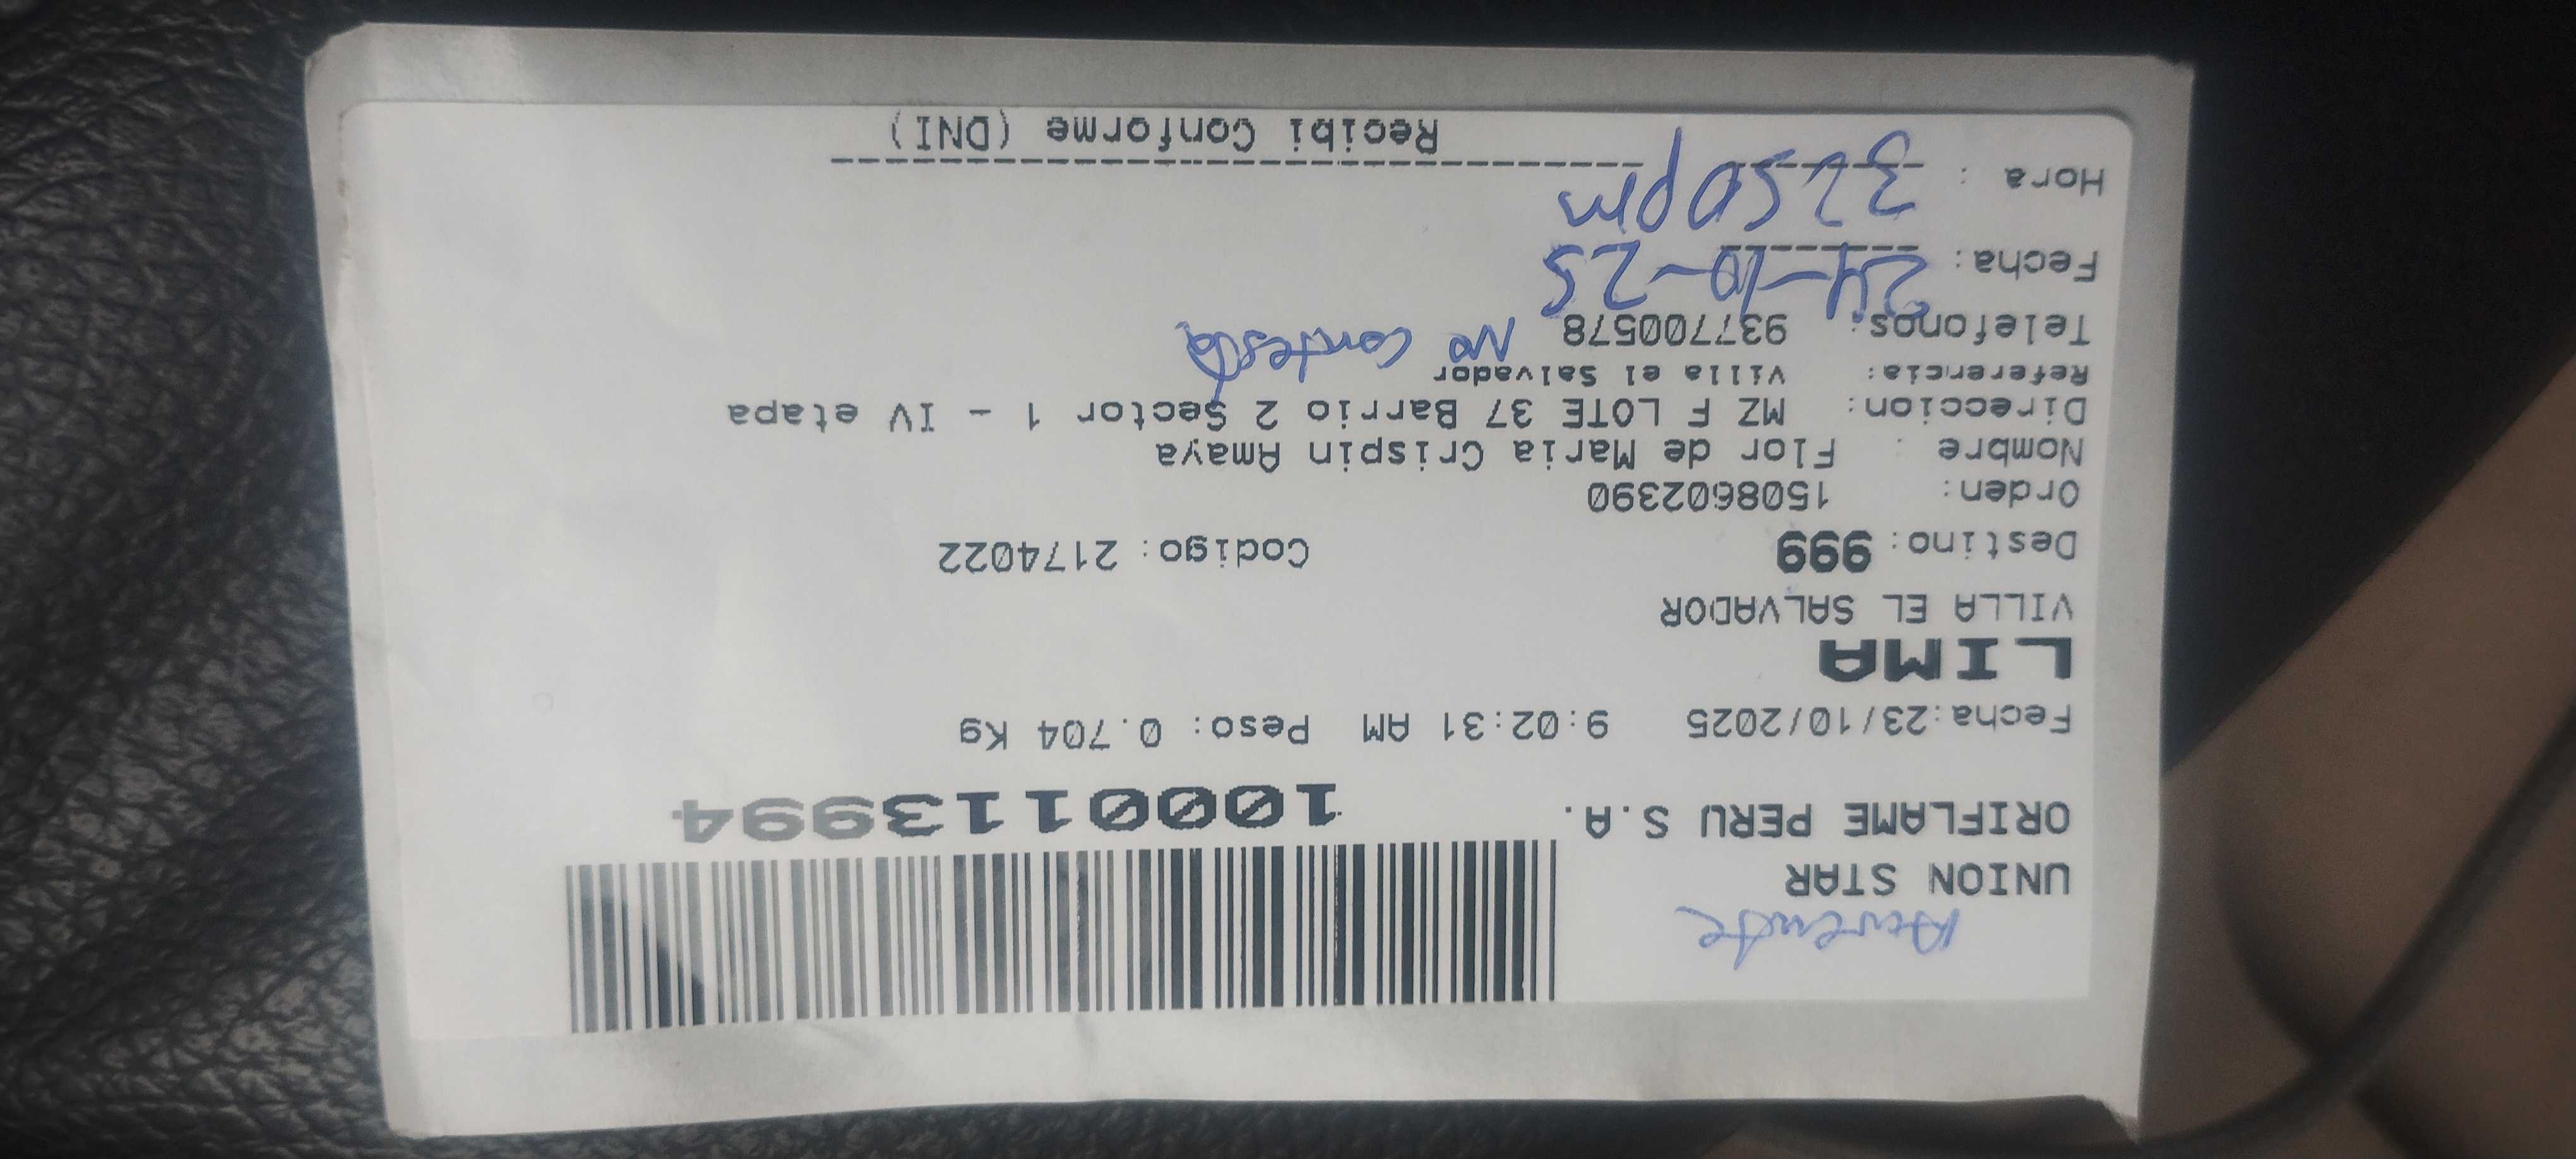 Ausente
UNION STAR
ORIFLAME PERU S.A. 1000113994
Fecha:23/10/2025 9:02:31 AM Peso: 0.704 Kg
LIMA
VILLA EL SALVADOR
Destino: 999 Codigo: 2174022
Orden: 1508602390
Nombre : Flor de Maria Crispin Amaya
Direccion: MZ F LOTE 37 Barrio 2 Sector 1 - IV etapa
Referencia: Villa el Salvador
Telefonos: 937700578 No contesta
Fecha: 24-10-25
Hora : 3250pm
Recibi Conforme (DNI)